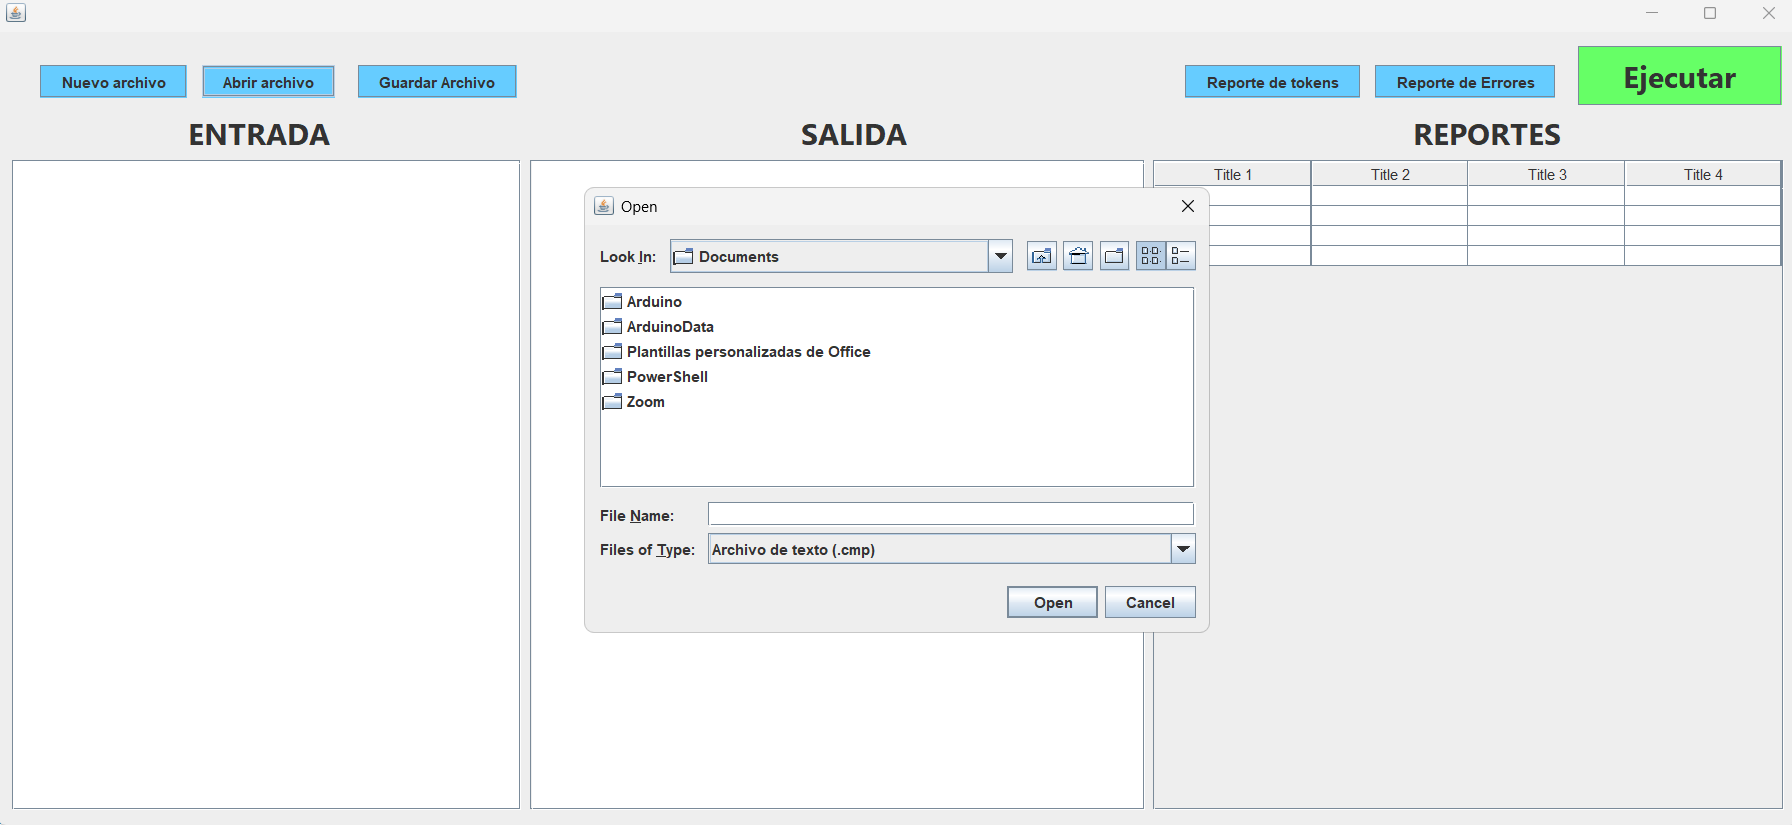 Nuevo archivo
Abrir archivo
Guardar Archivo
Reporte de tokens
Reporte de Errores
Ejecutar
ENTRADA
SALIDA
REPORTES
Title 1
Title 2
Title 3
Title 4
Open
Look In:
Documents
Arduino
ArduinoData
Plantillas personalizadas de Office
PowerShell
Zoom
File Name:
Files of Type:
Archivo de texto (.cmp)
Open
Cancel